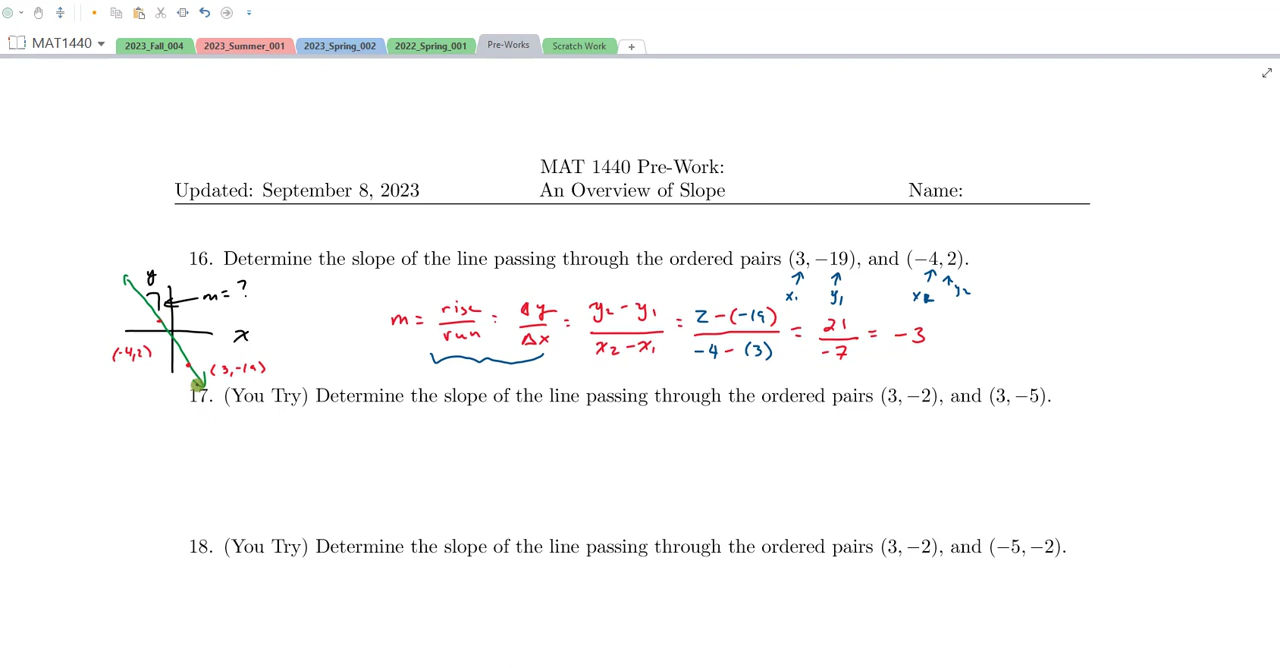 MAT1440
2023_Fall_004 2023_Summer_001 2023_Spring_002 2022_Spring_001 Pre-Works Scratch Work +
MAT 1440 Pre-Work:
Updated: September 8, 2023 An Overview of Slope Name:
16. Determine the slope of the line passing through the ordered pairs (3, −19), and (−4, 2).
x₁ y₁ x₂ y₂
y
m = ?
x
(-4,2)
(3,-19)
m = rise/run = Δy/Δx = (y₂ - y₁)/(x₂ - x₁) = (2 - (-19))/(-4 - (3)) = 21/-7 = -3
17. (You Try) Determine the slope of the line passing through the ordered pairs (3, −2), and (3, −5).
18. (You Try) Determine the slope of the line passing through the ordered pairs (3, −2), and (−5, −2).